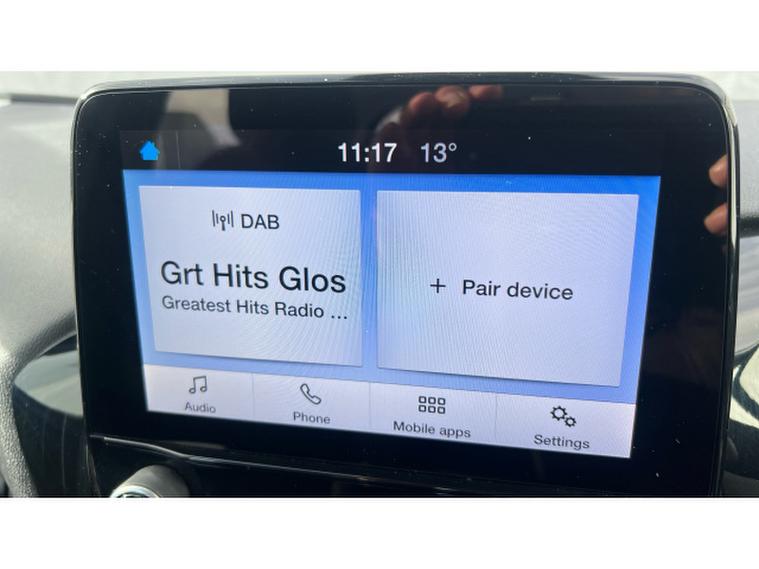 11:17 13°
DAB
Grt Hits Glos
Greatest Hits Radio ...
+ Pair device
Audio
Phone
Mobile apps
Settings